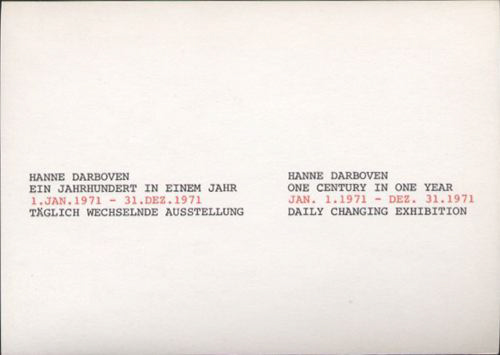 HANNE DARBOVEN
EIN JAHRHUNDERT IN EINEM JAHR
1.JAN.1971 - 31.DEZ.1971
TÄGLICH WECHSELNDE AUSSTELLUNG
HANNE DARBOVEN
ONE CENTURY IN ONE YEAR
JAN. 1.1971 - DEZ. 31.1971
DAILY CHANGING EXHIBITION